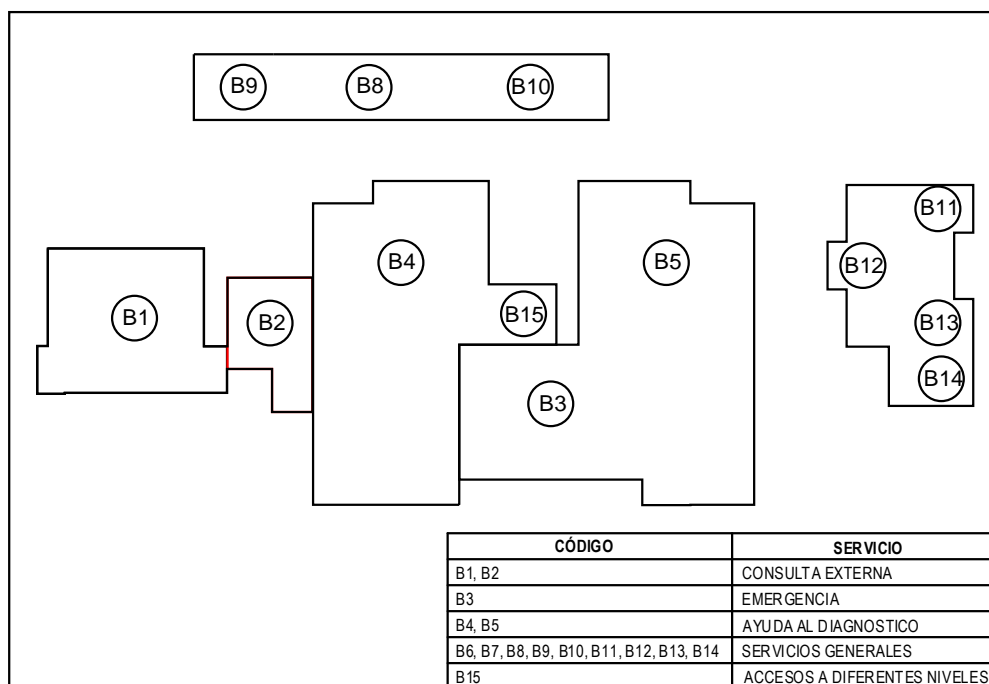 B9 B8 B10
B11
B4 B5 B12
B1 B2 B15 B13
B14
B3
CÓDIGO SERVICIO
B1, B2 CONSULTA EXTERNA
B3 EMERGENCIA
B4, B5 AYUDA AL DIAGNOSTICO
B6, B7, B8, B9, B10, B11, B12, B13, B14 SERVICIOS GENERALES
B15 ACCESOS A DIFERENTES NIVELES